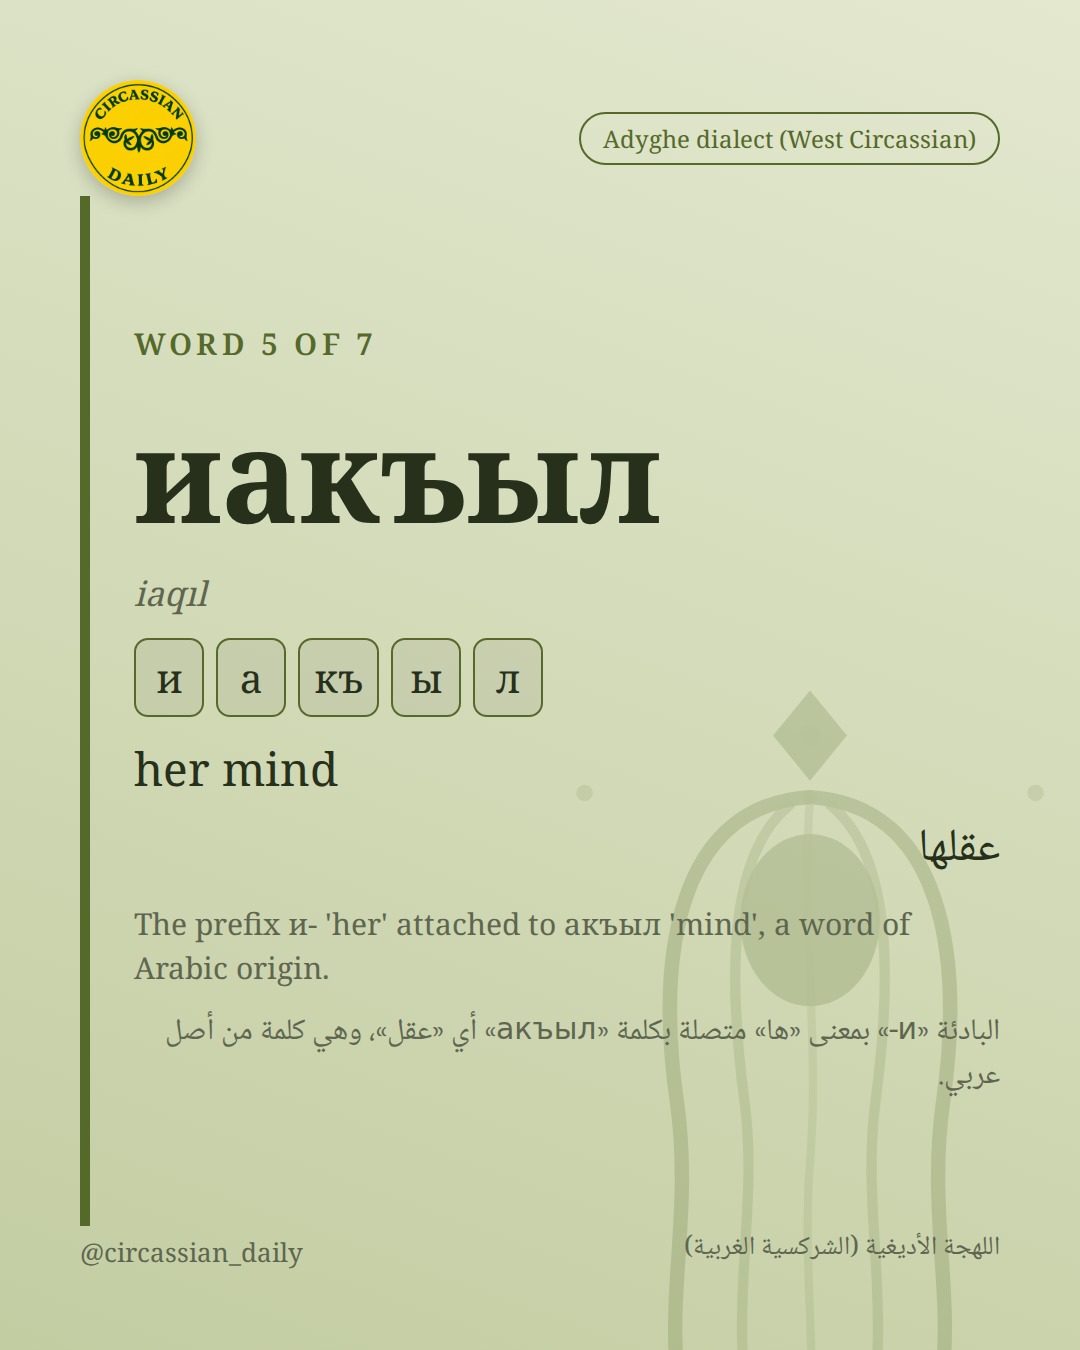 CIRCASSIAN
DAILY
Adyghe dialect (West Circassian)
WORD 5 OF 7
иакъыл
iaqıl
и а къ ы л
her mind
عقلها
The prefix и- 'her' attached to акъыл 'mind', a word of
Arabic origin.
البادئة «и-» بمعنى «ها» متصلة بكلمة «акъыл» أي «عقل»، وهي كلمة من أصل
عربي.
@circassian_daily
اللهجة الأديغية (الشركسية الغربية)